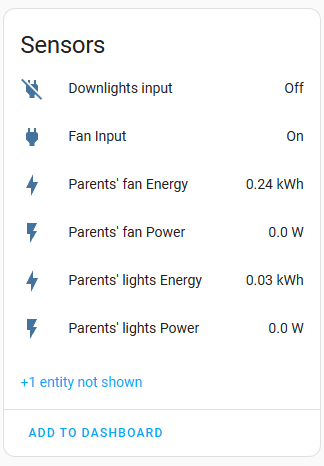 Sensors
Downlights input Off
Fan Input On
Parents' fan Energy 0.24 kWh
Parents' fan Power 0.0 W
Parents' lights Energy 0.03 kWh
Parents' lights Power 0.0 W
+1 entity not shown
ADD TO DASHBOARD